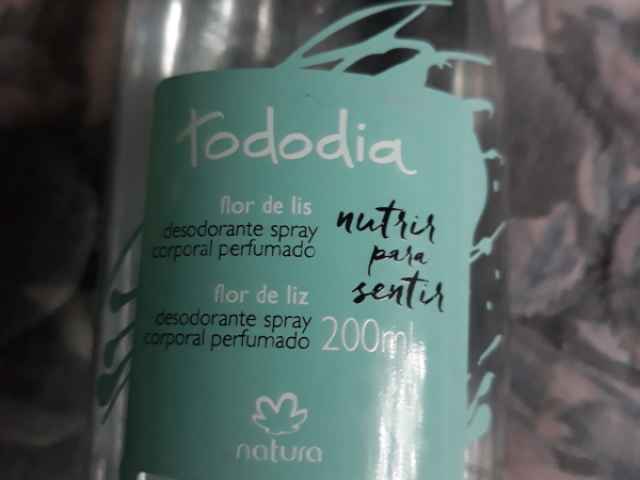 tododia
flor de lis
desodorante spray
corporal perfumado
nutrir
para
sentir
flor de liz
desodorante spray
corporal perfumado
200ml
natura